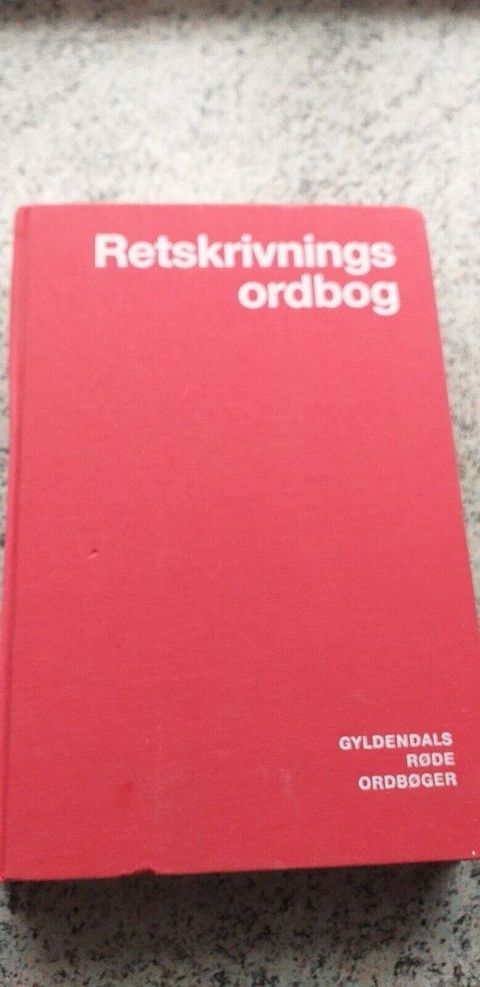 Retskrivnings
ordbog
GYLDENDALS
RØDE
ORDBØGER